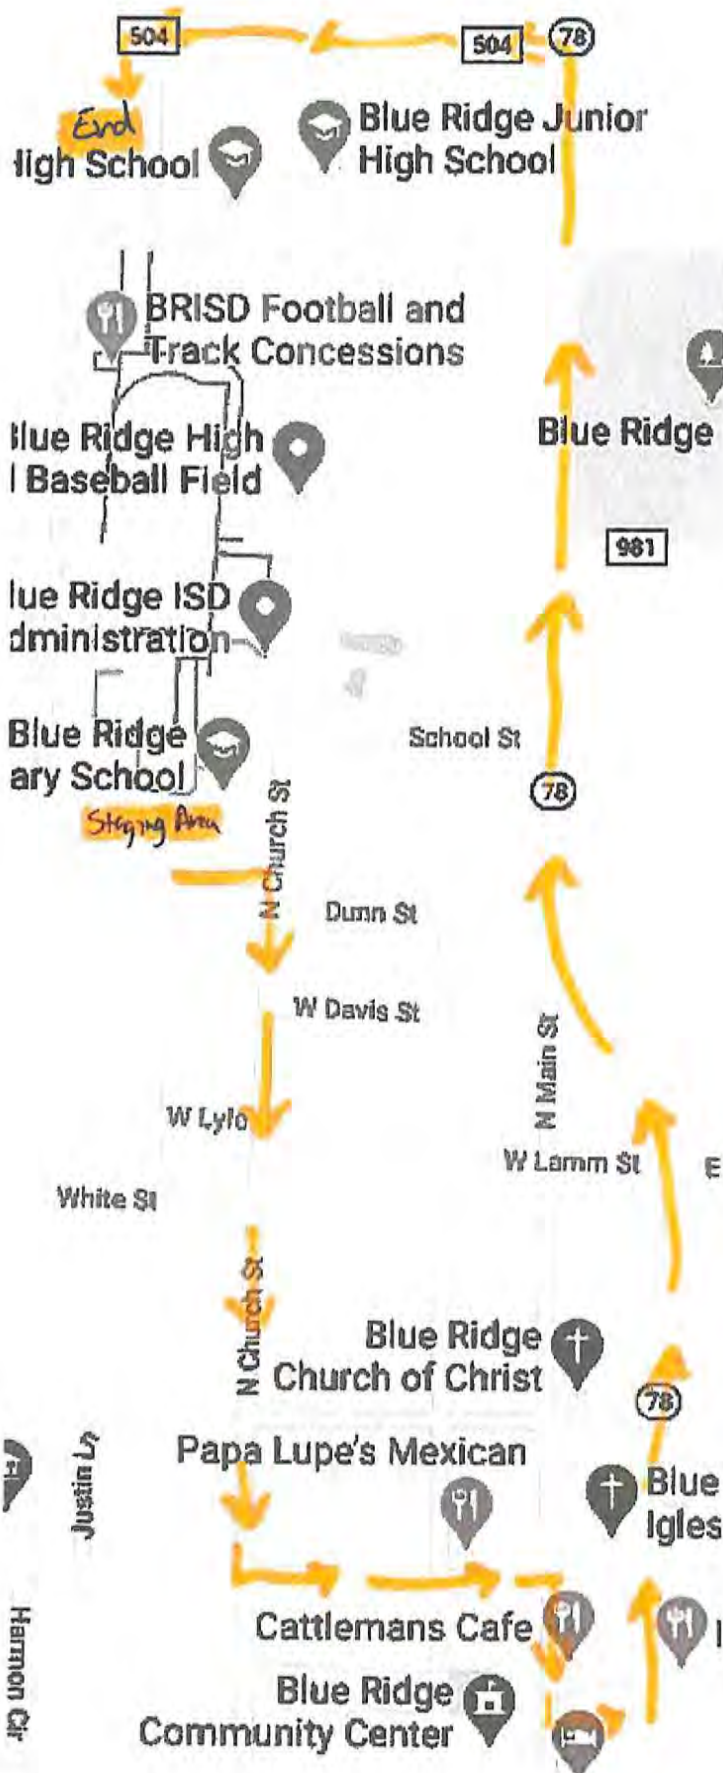 504
504
78
End
High School
Blue Ridge Junior
High School
BRISD Football and
Track Concessions
Blue Ridge High
l Baseball Field
Blue Ridge
981
lue Ridge ISD
dministration
School St
Blue Ridge
ary School
78
Staging Area
N Church St
Dunn St
W Davis St
N Main St
W Lylo
W Lamm St
E
White St
N Church St
Blue Ridge
Church of Christ
78
Justin Ln
Papa Lupe's Mexican
Blue
Igles
Cattlemans Cafe
Harmon Cir
Blue Ridge
Community Center